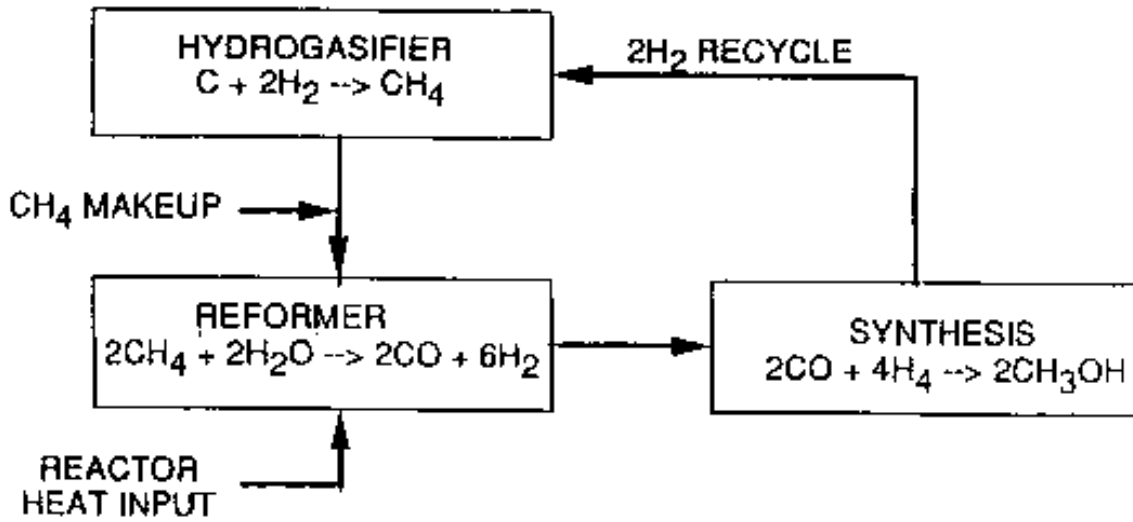 HYDROGASIFIER
C + 2H₂ --> CH₄
2H₂ RECYCLE
CH₄ MAKEUP
REFORMER
2CH₄ + 2H₂O --> 2CO + 6H₂
SYNTHESIS
2CO + 4H₄ --> 2CH₃OH
REACTOR
HEAT INPUT